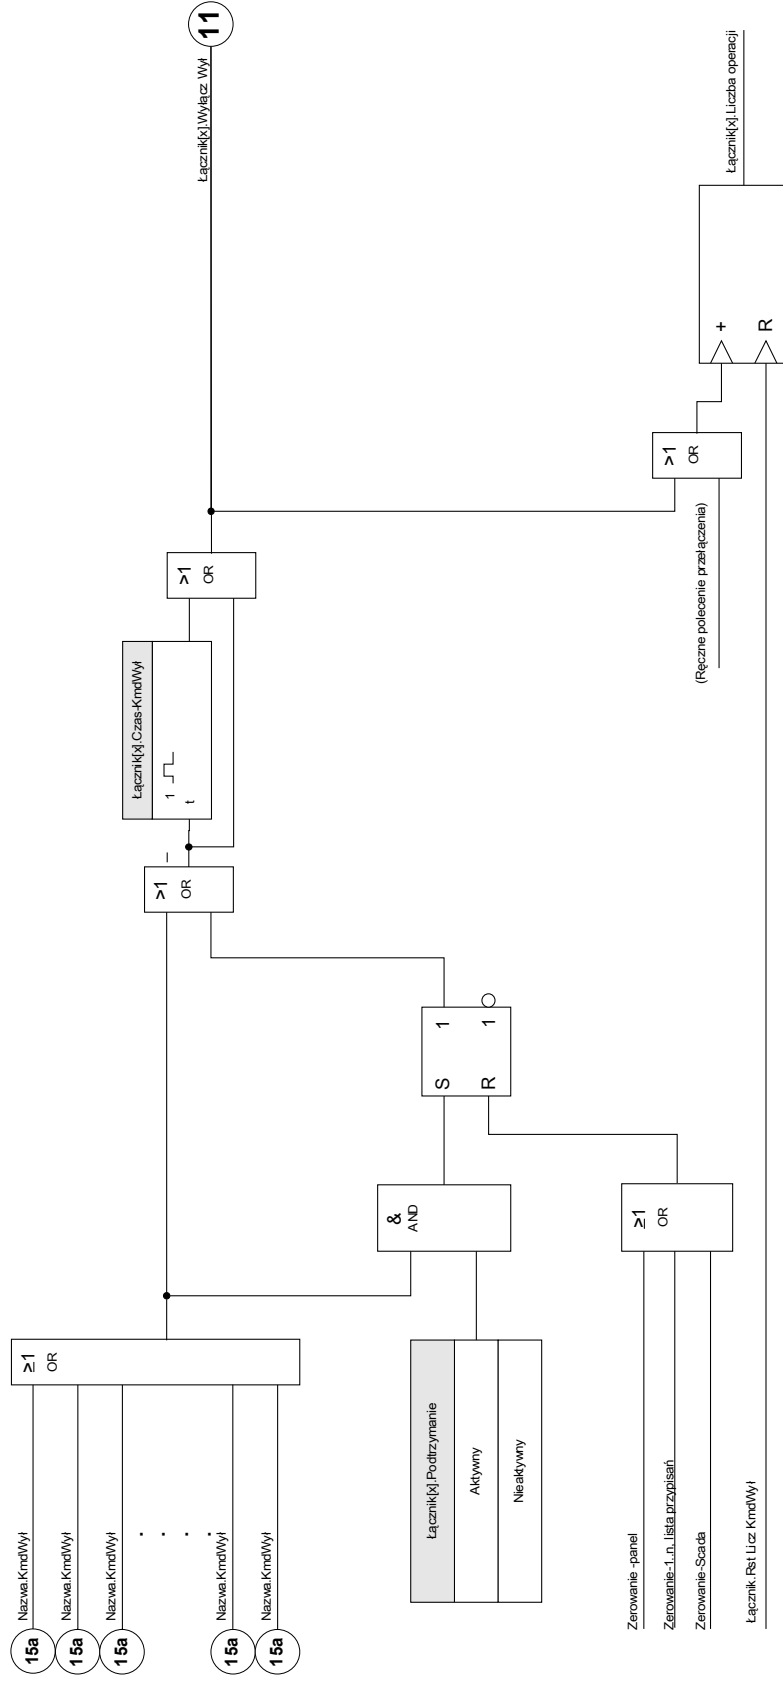 15a
Nazwa.KmdWył
15a
Nazwa.KmdWył
15a
Nazwa.KmdWył
. . . .
15a
Nazwa.KmdWył
15a
Nazwa.KmdWył
≥1
OR
Łącznik[x].Podtrzymanie
Aktywny
Nieaktywny
&
AND
S 1
R 1
Zerowanie -panel
Zerowanie-1..n, lista przypisań
Zerowanie-Scada
≥1
OR
Łącznik.Rst Licz KmdWył
>1
OR
Łącznik[x].Czas-KmdWył
1
t
>1
OR
Łącznik[x].Wyłącz Wył
11
(Ręczne polecenie przełączenia)
>1
OR
+
R
Łącznik[x].Liczba operacji